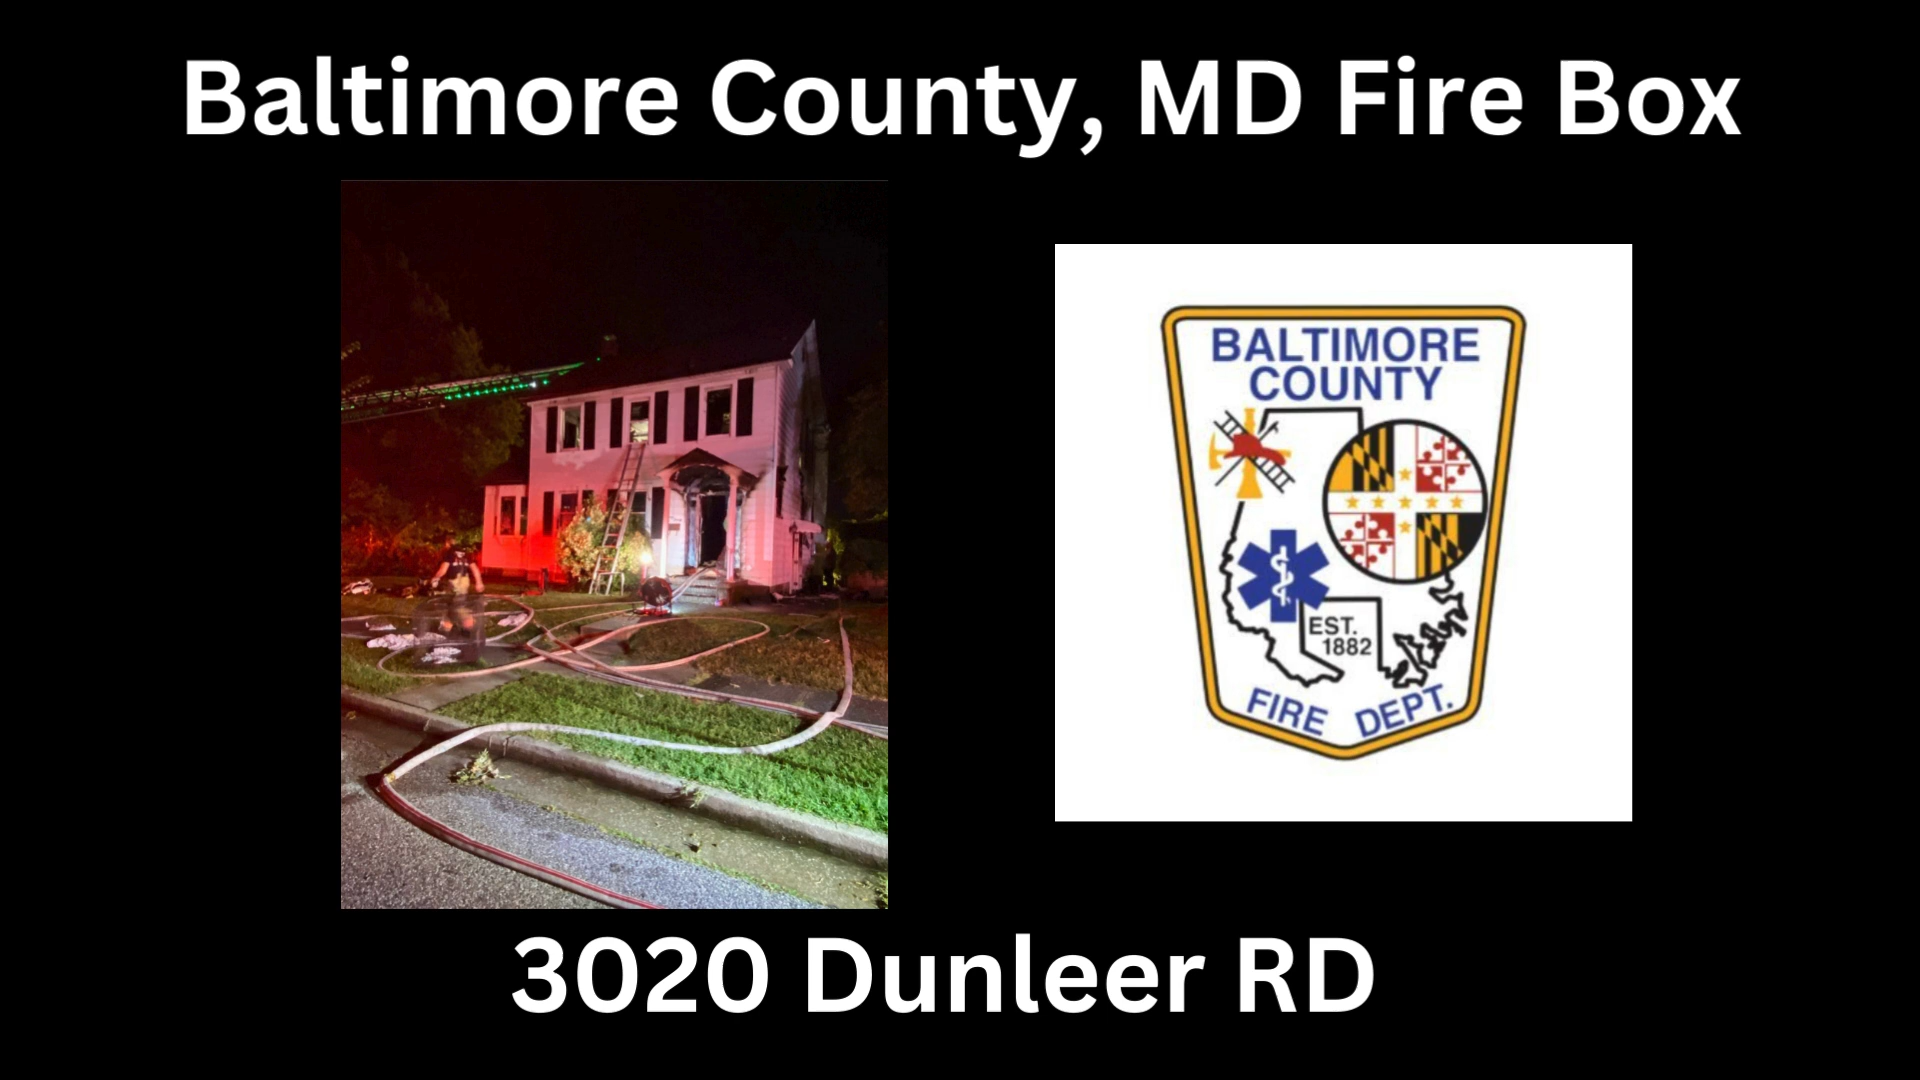 Baltimore County, MD Fire Box
BALTIMORE
COUNTY
EST.
1882
FIRE DEPT.
3020 Dunleer RD